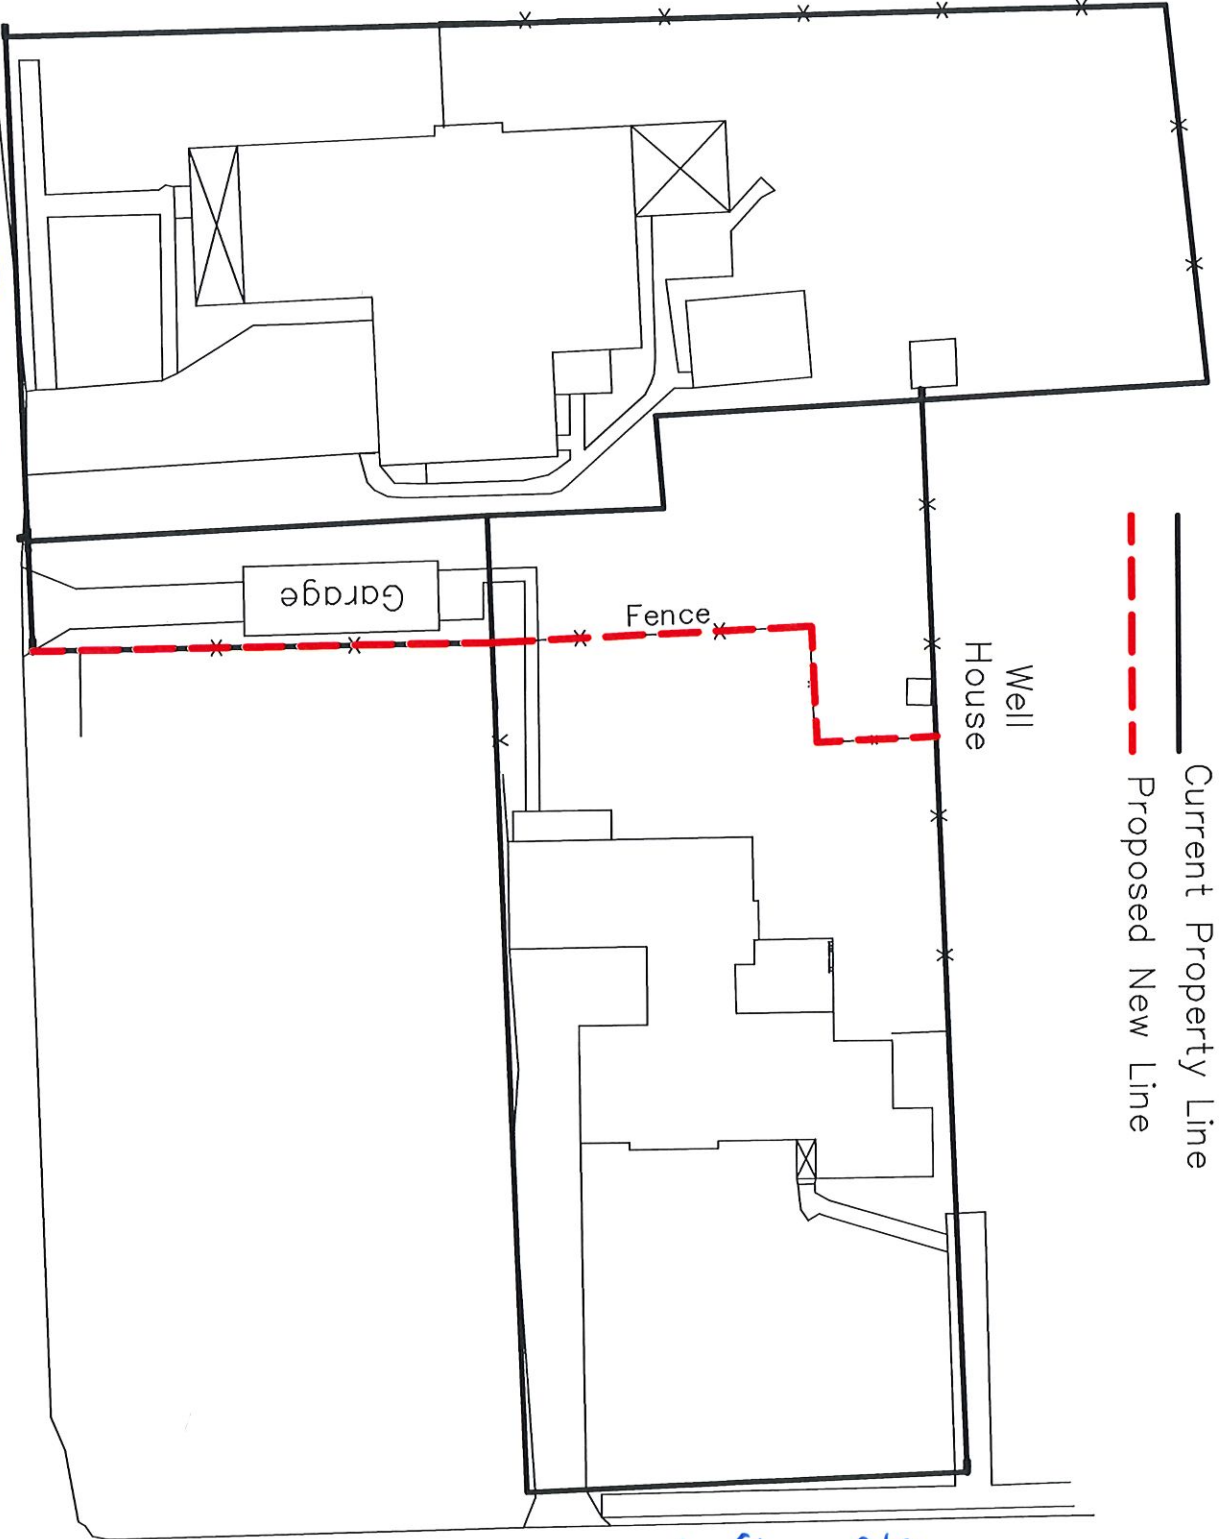 Garage
Fence
Well
House
Current Property Line
Proposed New Line